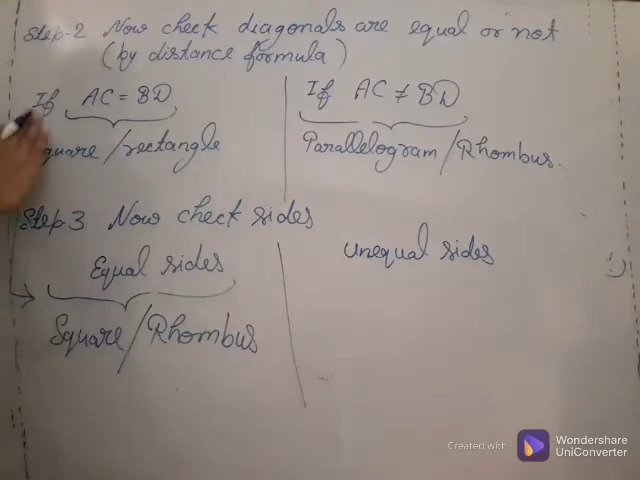 Step-2 Now check diagonals are equal or not
(by distance formula)
If AC = BD
Square/rectangle
If AC ≠ BD
Parallelogram/Rhombus.
Step-3 Now check sides
Equal sides
Square/Rhombus
unequal sides
Created with Wondershare
UniConverter